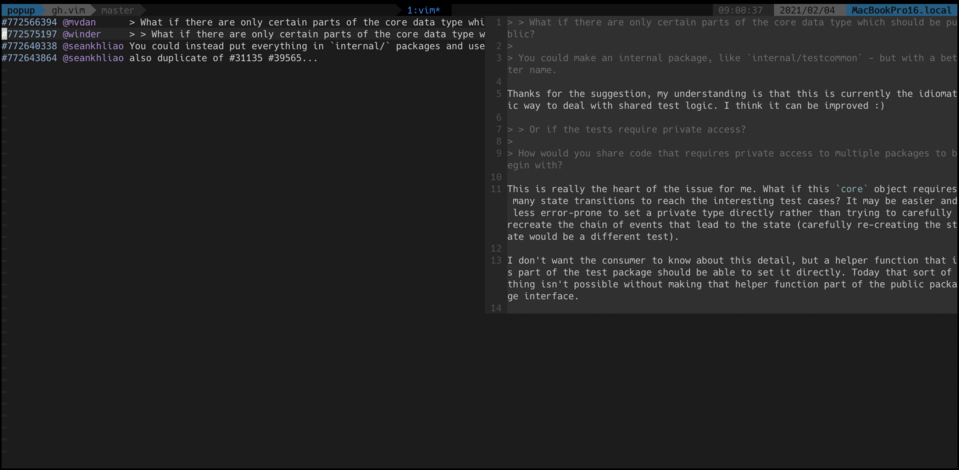 popup gh.vim master 1:vim* 09:00:37 2021/02/04 MacBookPro16.local
#772566394 @mvdan > What if there are only certain parts of the core data type whi
#772575197 @winder > > What if there are only certain parts of the core data type w
#772640338 @seankhliao You could instead put everything in `internal/` packages and use
#772643864 @seankhliao also duplicate of #31135 #39565...
1 > > What if there are only certain parts of the core data type which should be pu
blic?
2 >
3 > You could make an internal package, like `internal/testcommon` - but with a bet
ter name.
4
5 Thanks for the suggestion, my understanding is that this is currently the idiomat
ic way to deal with shared test logic. I think it can be improved :)
6
7 > > Or if the tests require private access?
8 >
9 > How would you share code that requires private access to multiple packages to b
egin with?
10
11 This is really the heart of the issue for me. What if this `core` object requires
many state transitions to reach the interesting test cases? It may be easier and
less error-prone to set a private type directly rather than trying to carefully
recreate the chain of events that lead to the state (carefully re-creating the st
ate would be a different test).
12
13 I don't want the consumer to know about this detail, but a helper function that i
s part of the test package should be able to set it directly. Today that sort of
thing isn't possible without making that helper function part of the public packa
ge interface.
14